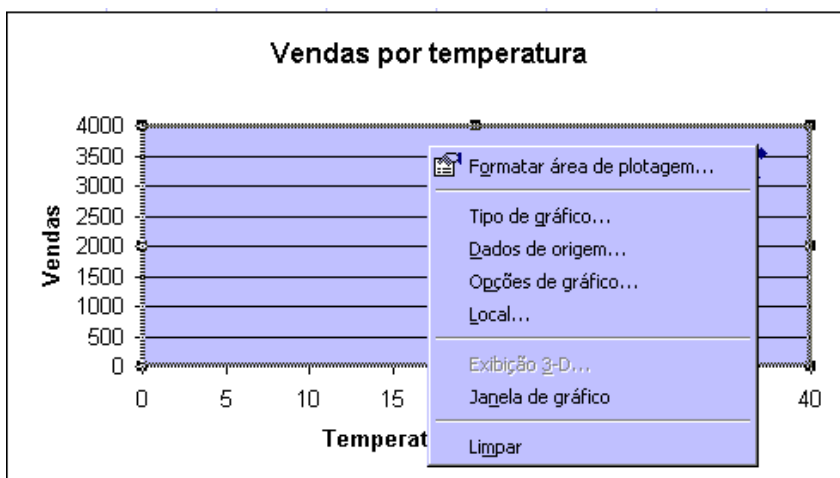 Vendas por temperatura
4000
3500
3000
2500
2000
1500
1000
500
0
Vendas
0 5 10 15 40
Temperat
Formatar área de plotagem...
Tipo de gráfico...
Dados de origem...
Opções de gráfico...
Local...
Exibição 3-D...
Janela de gráfico
Limpar